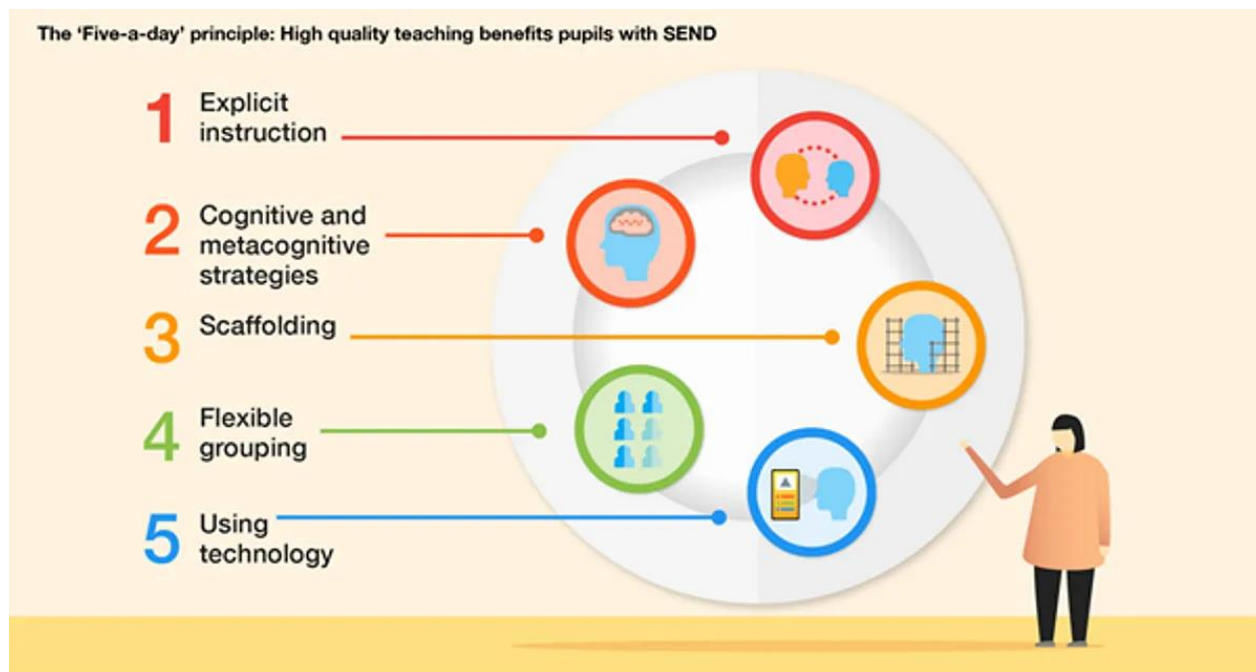 The ‘Five-a-day’ principle: High quality teaching benefits pupils with SEND
1
Explicit
instruction
2
Cognitive and
metacognitive
strategies
3
Scaffolding
4
Flexible
grouping
5
Using
technology